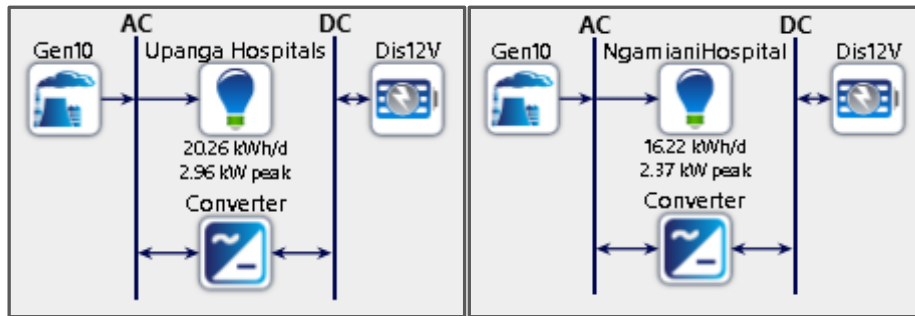 AC DC
Gen10 Upanga Hospitals Dis12V
20.26 kWh/d
2.96 kW peak
Converter
AC DC
Gen10 NgamianiHospital Dis12V
16.22 kWh/d
2.37 kW peak
Converter